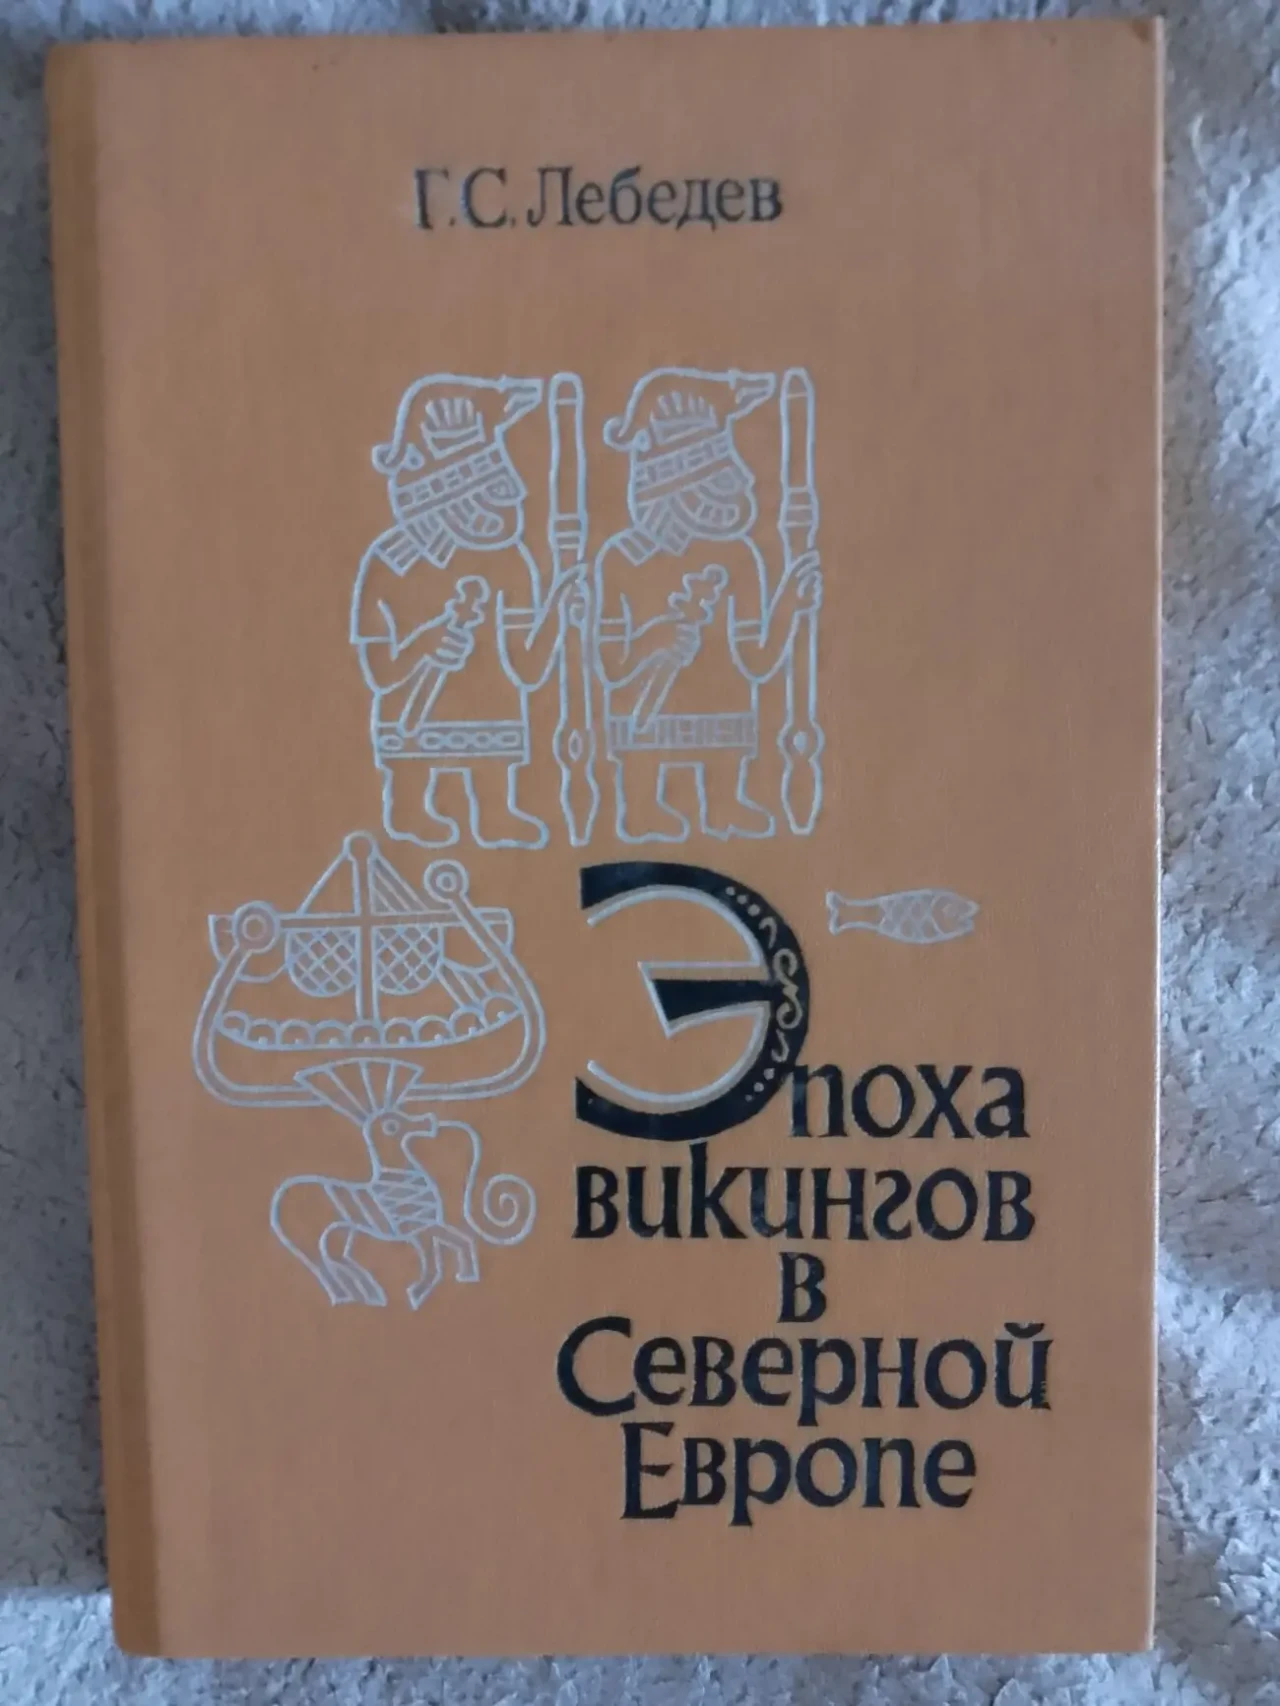 Г.С. Лебедев
Эпоха
викингов
в
Северной
Европе